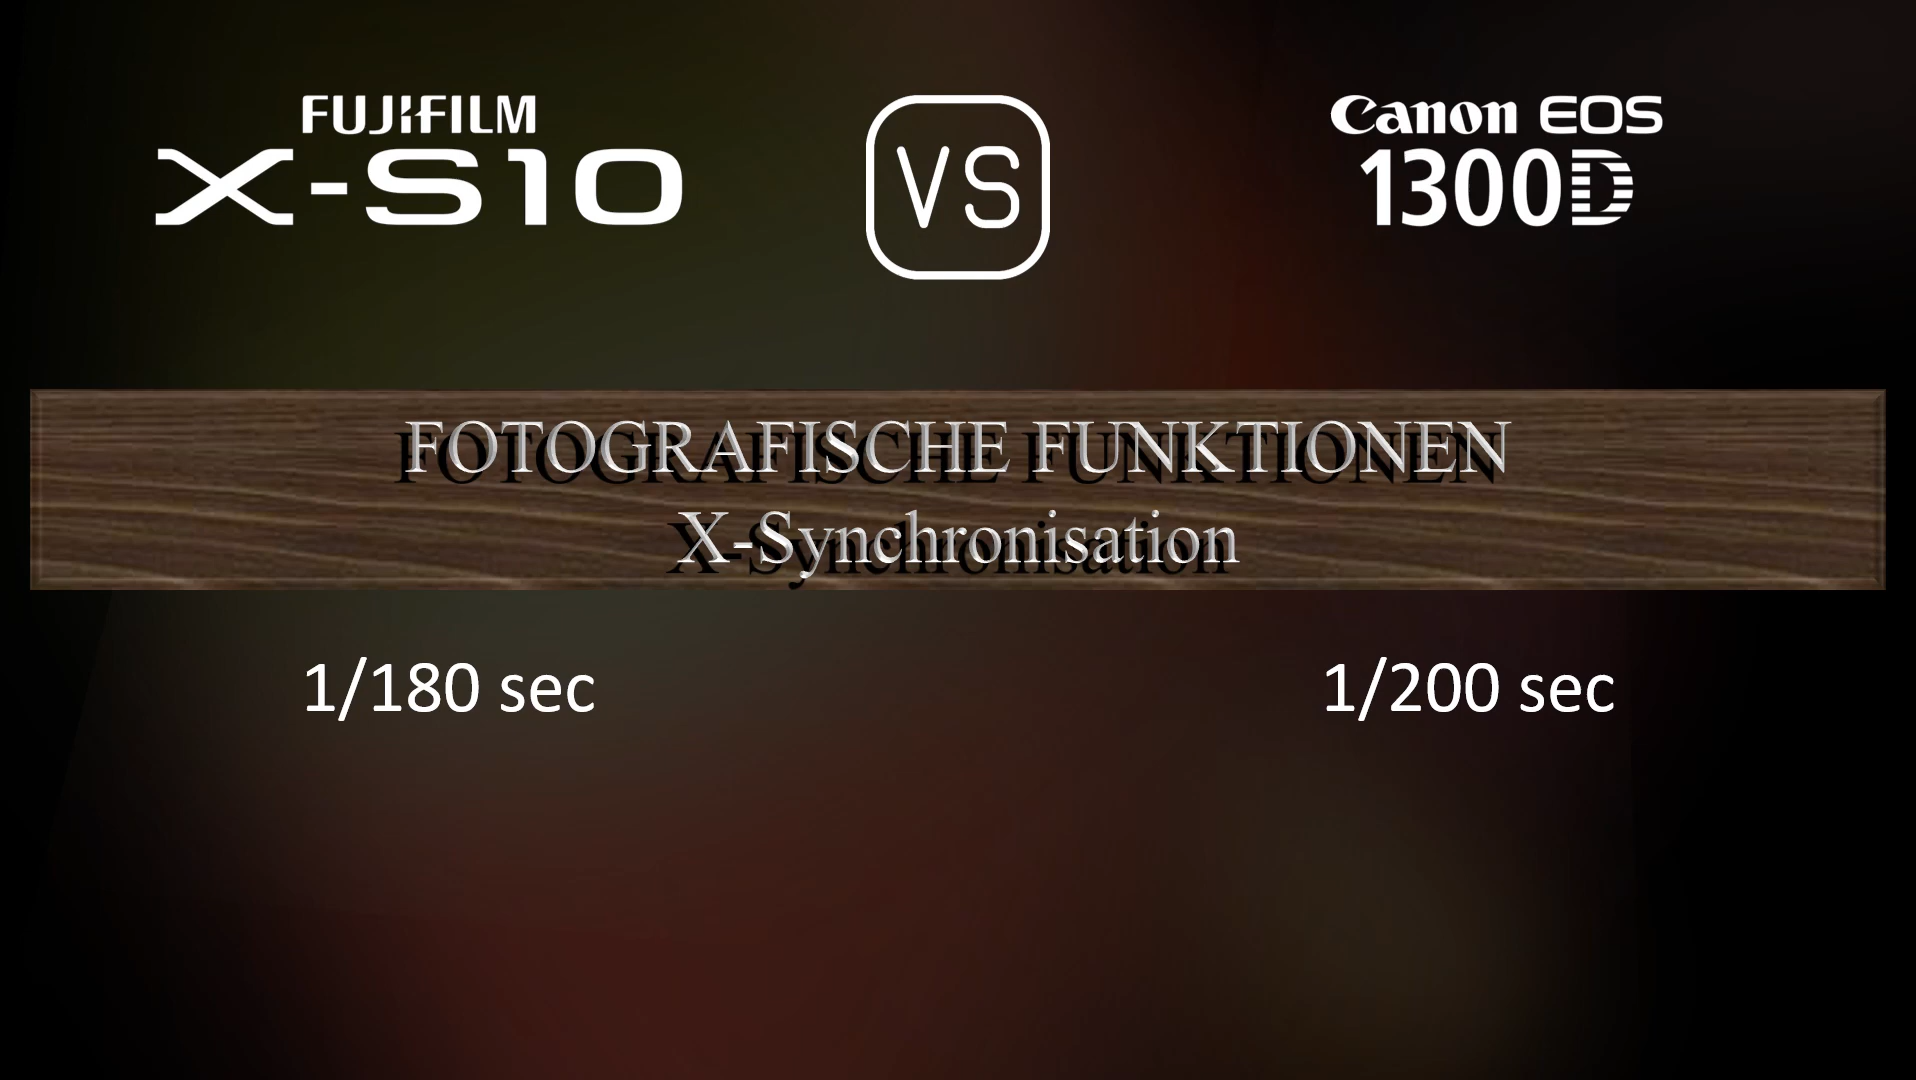 FUJIFILM
X-S10
VS
Canon EOS
1300D
FOTOGRAFISCHE FUNKTIONEN
X-Synchronisation
1/180 sec
1/200 sec